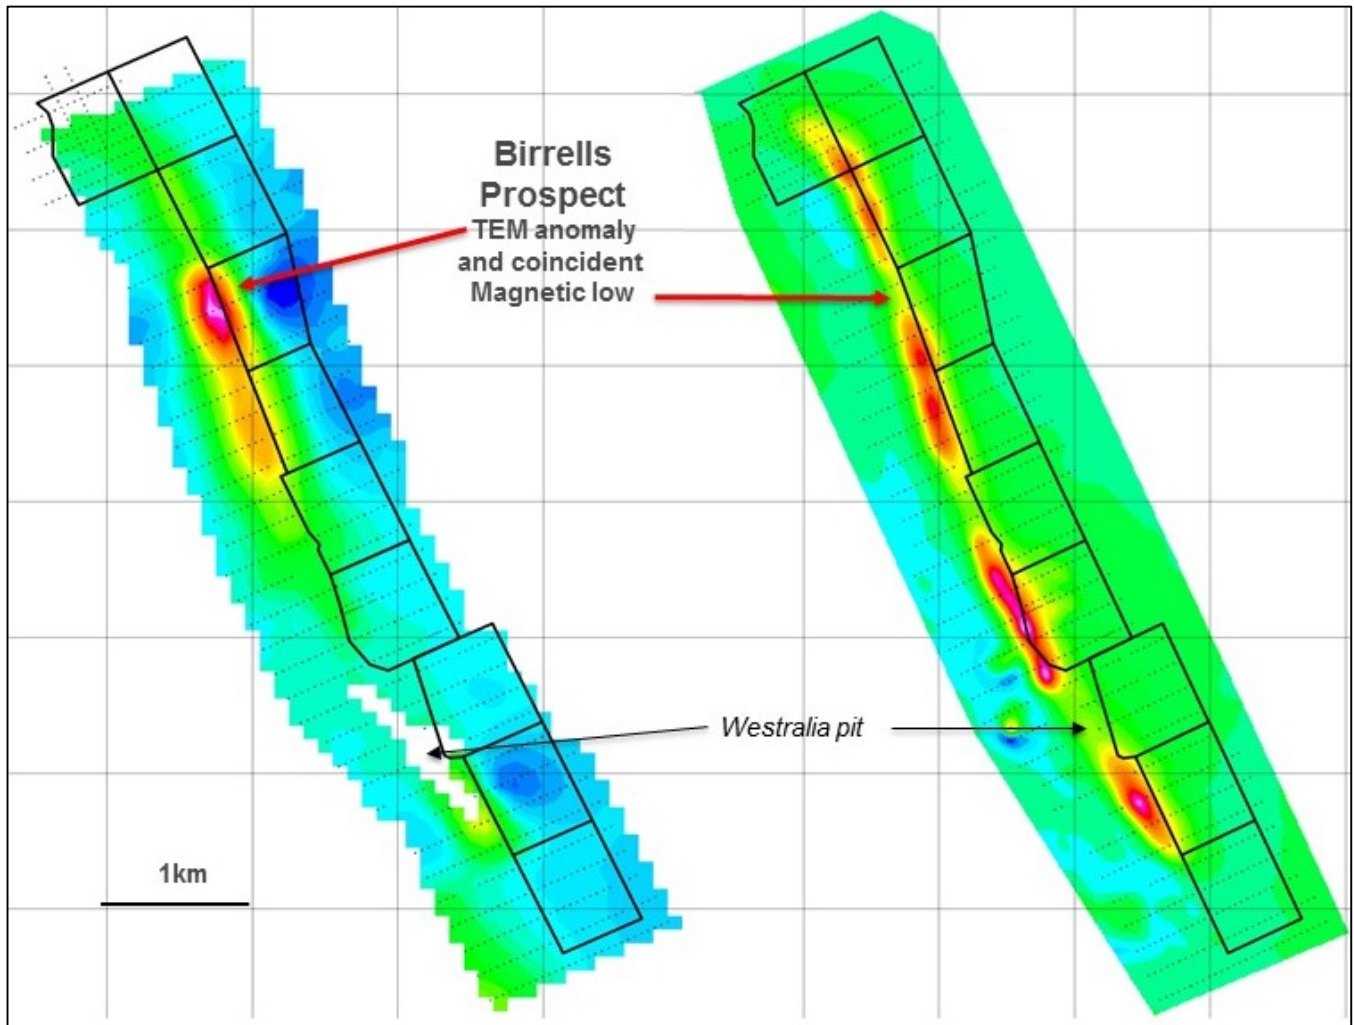 Birrells
Prospect
TEM anomaly
and coincident
Magnetic low
Westralia pit
1km